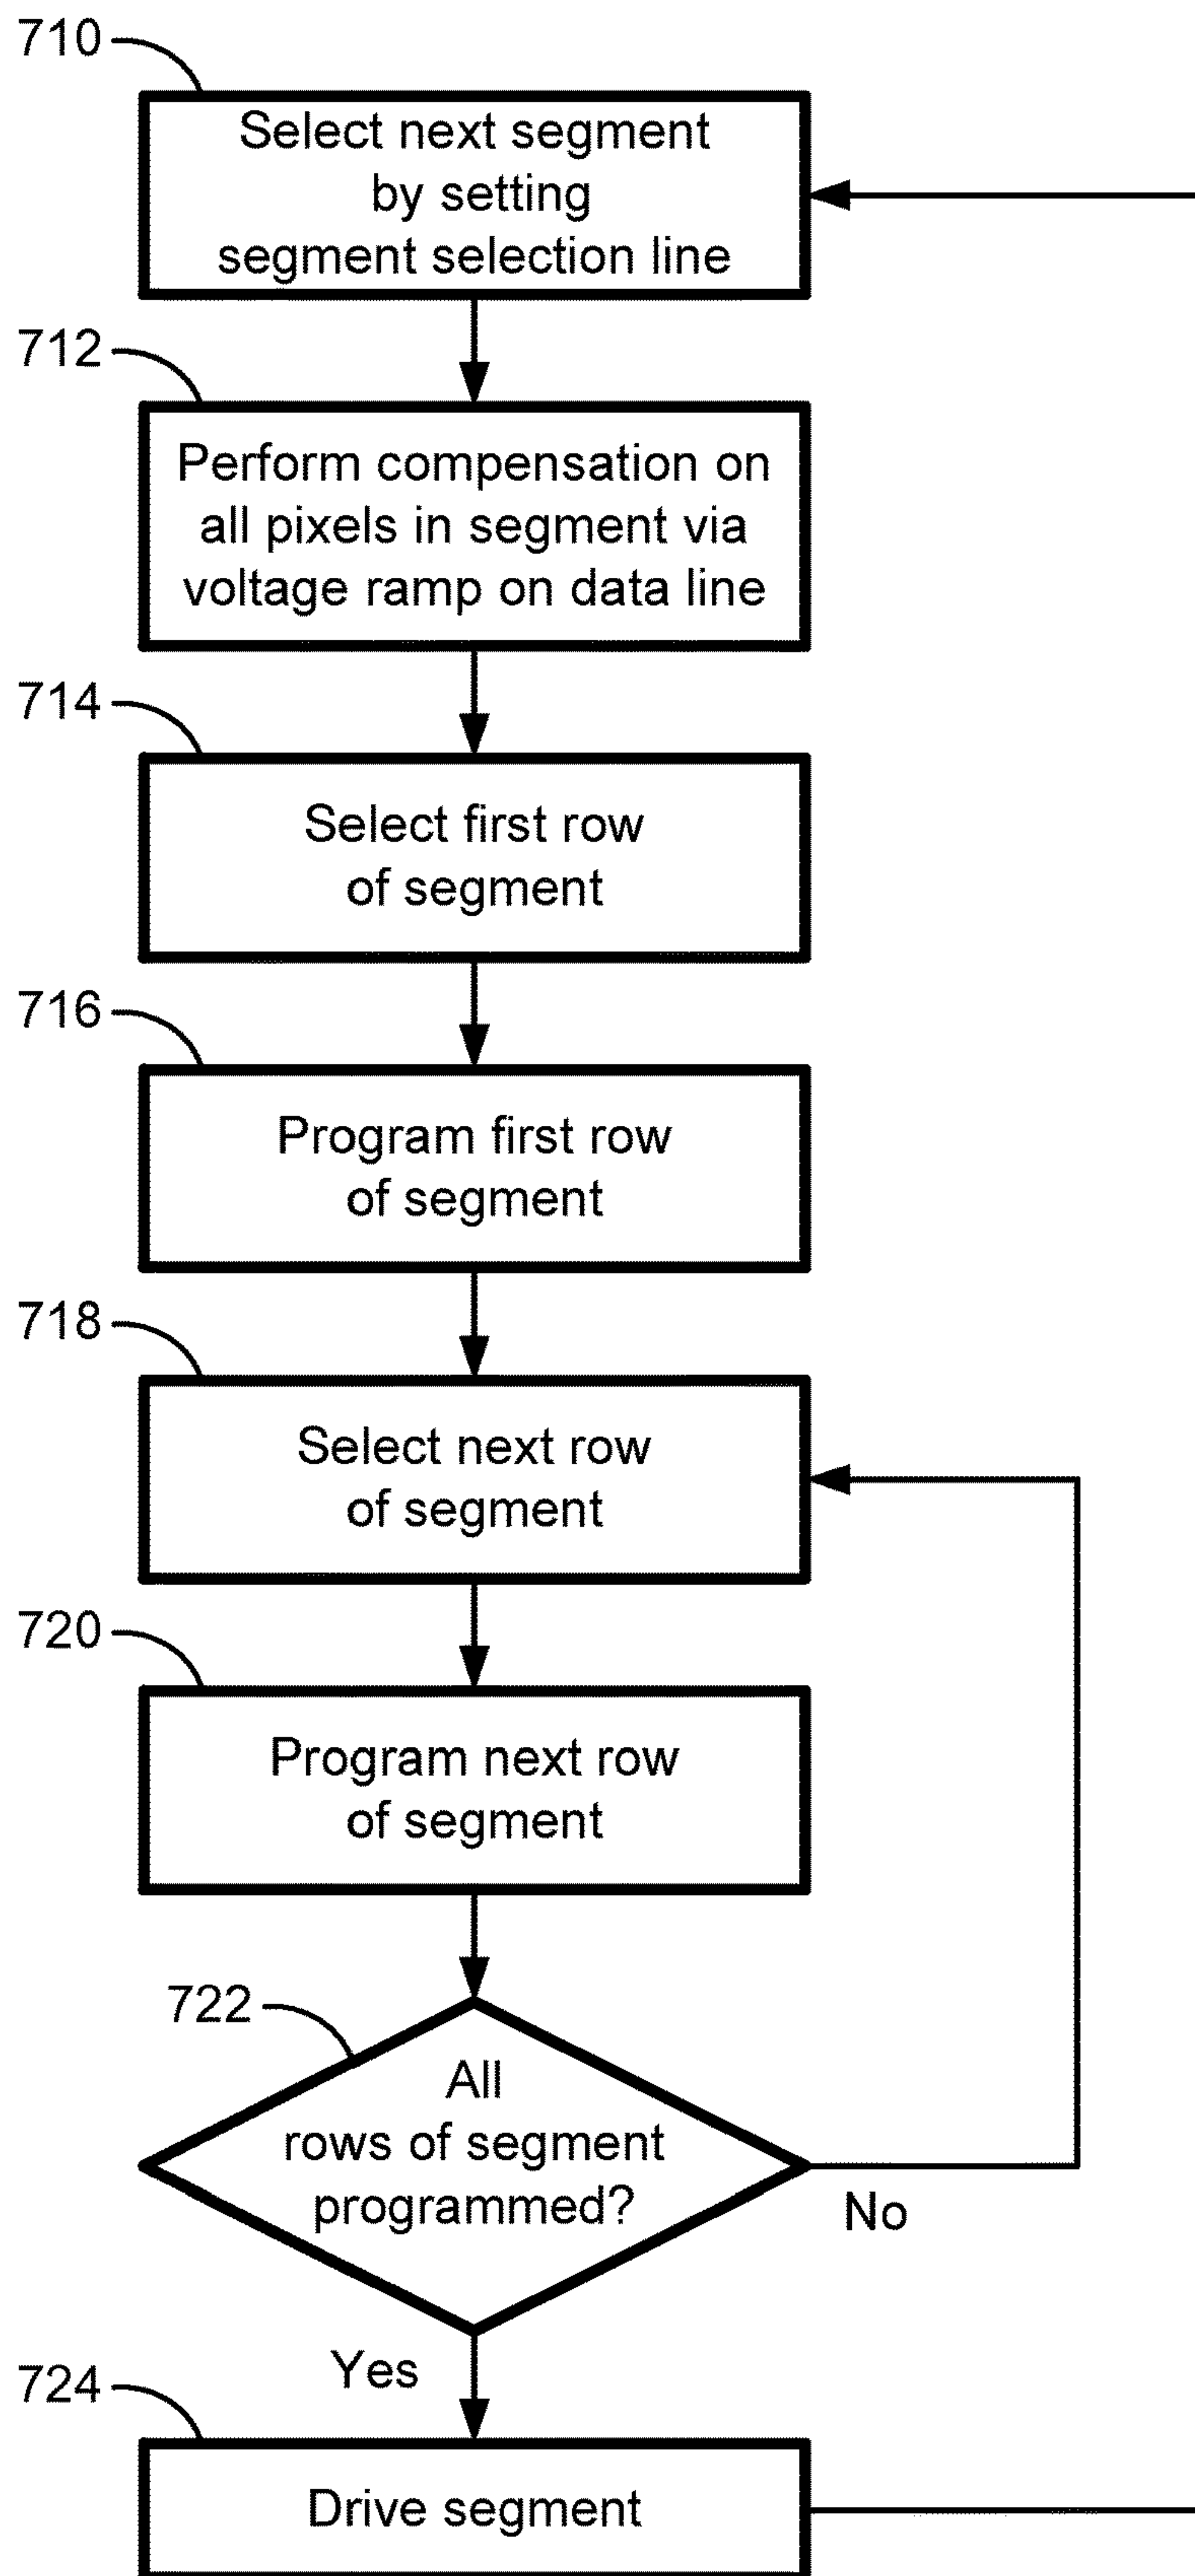 710
Select next segment
by setting
segment selection line
712
Perform compensation on
all pixels in segment via
voltage ramp on data line
714
Select first row
of segment
716
Program first row
of segment
718
Select next row
of segment
720
Program next row
of segment
722
All
rows of segment
programmed?
No
Yes
724
Drive segment